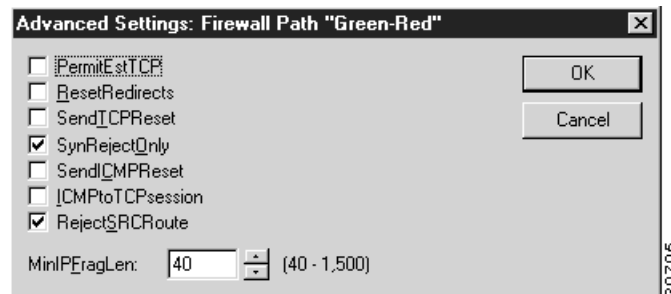 Advanced Settings: Firewall Path "Green-Red"
PermitEstTCP
ResetRedirects
SendTCPReset
SynRejectOnly
SendICMPReset
ICMPtoTCPsession
RejectSRCRoute
MinIPFragLen: 40 (40 - 1,500)
OK
Cancel